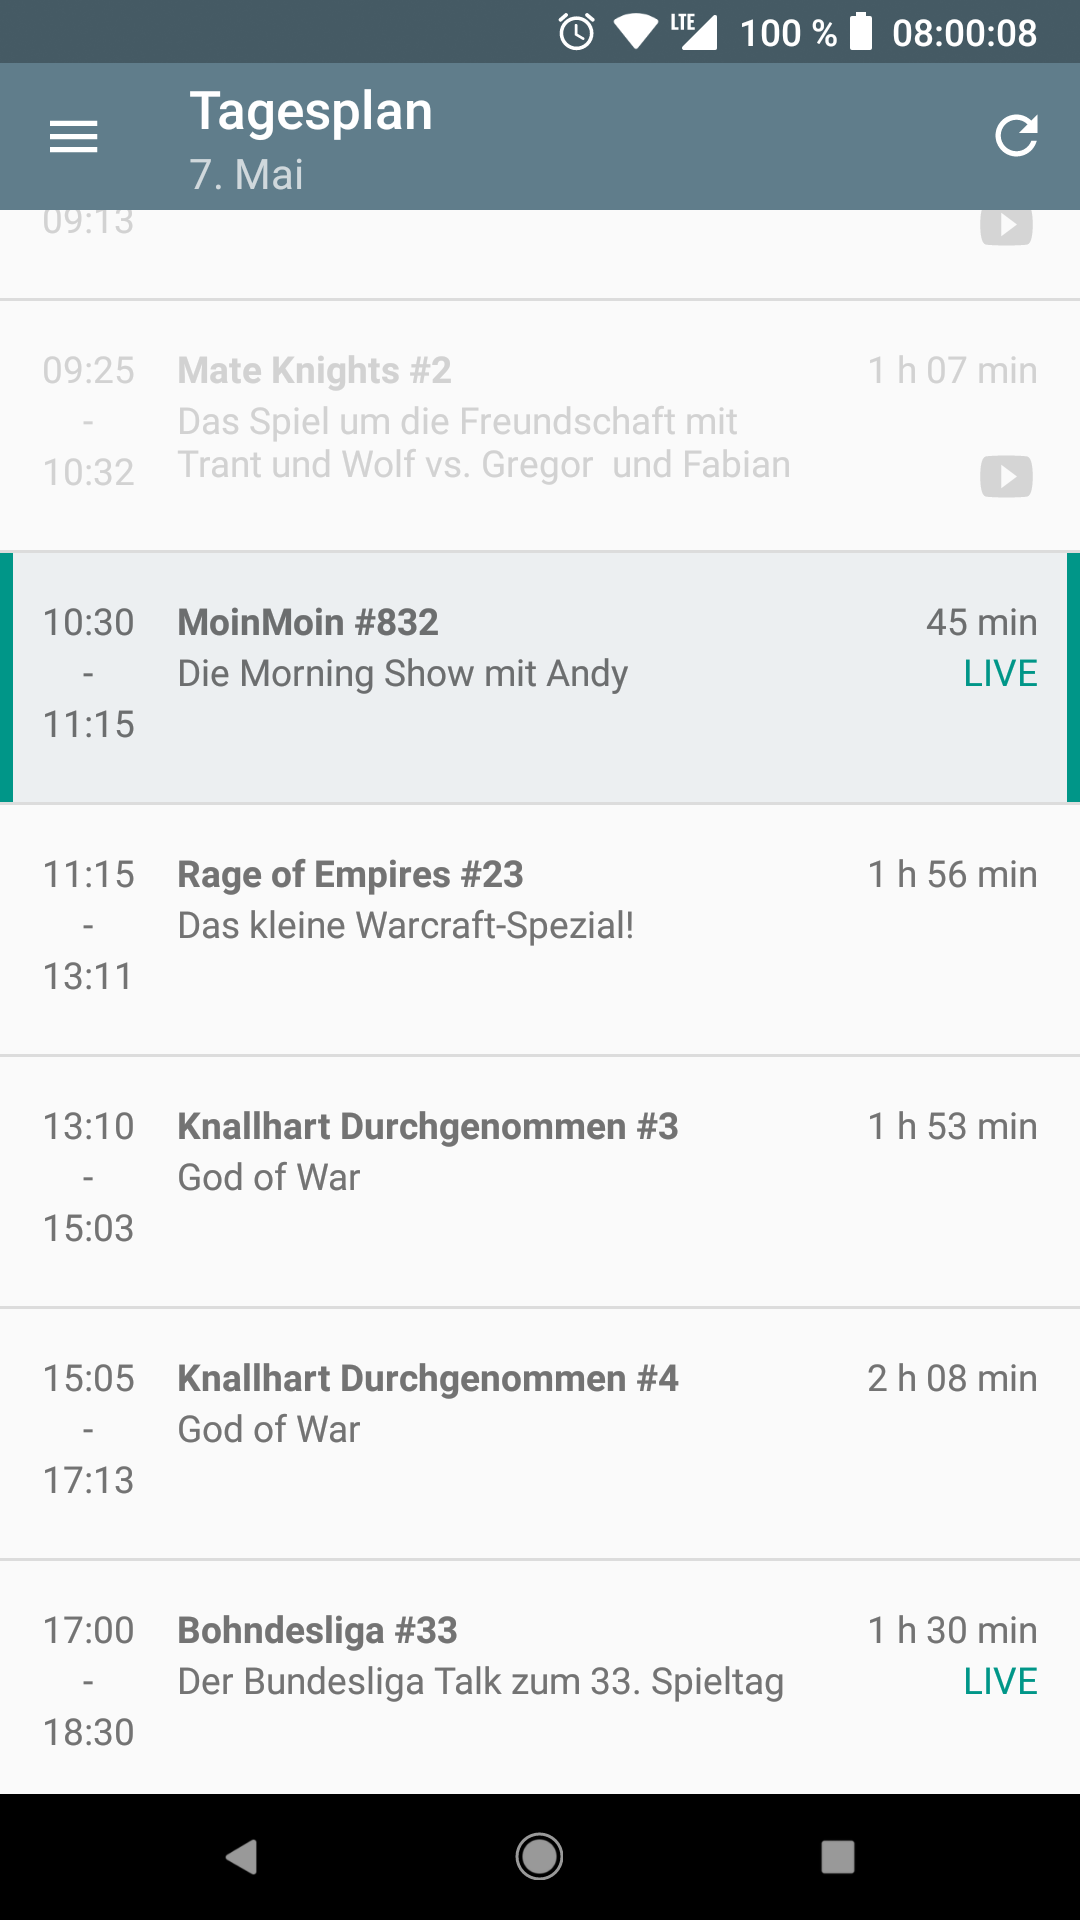 LTE 100 % 08:00:08
Tagesplan
7. Mai
09:13
09:25 Mate Knights #2 1 h 07 min
- Das Spiel um die Freundschaft mit
10:32 Trant und Wolf vs. Gregor und Fabian
10:30 MoinMoin #832 45 min
- Die Morning Show mit Andy LIVE
11:15
11:15 Rage of Empires #23 1 h 56 min
- Das kleine Warcraft-Spezial!
13:11
13:10 Knallhart Durchgenommen #3 1 h 53 min
- God of War
15:03
15:05 Knallhart Durchgenommen #4 2 h 08 min
- God of War
17:13
17:00 Bohndesliga #33 1 h 30 min
- Der Bundesliga Talk zum 33. Spieltag LIVE
18:30